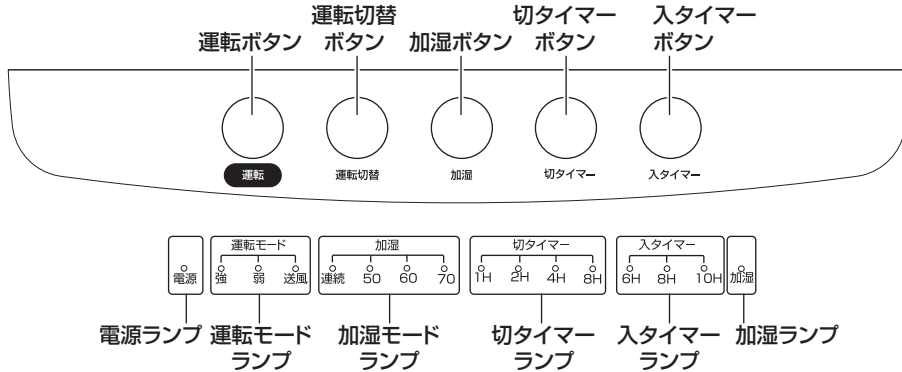 運転ボタン
運転切替
ボタン
加湿ボタン
切タイマー
ボタン
入タイマー
ボタン
運転
運転切替
加湿
切タイマー
入タイマー
電源
運転モード
強 弱 送風
加湿
連続 50 60 70
切タイマー
1H 2H 4H 8H
入タイマー
6H 8H 10H
加湿
電源ランプ
運転モード
ランプ
加湿モード
ランプ
切タイマー
ランプ
入タイマー
ランプ
加湿ランプ